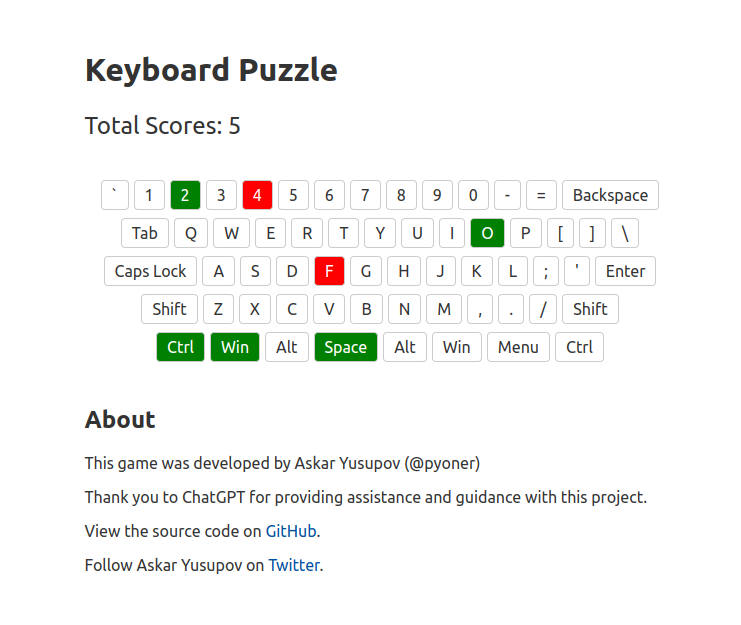 Keyboard Puzzle
Total Scores: 5
` 1 2 3 4 5 6 7 8 9 0 - = Backspace
Tab Q W E R T Y U I O P [ ] \
Caps Lock A S D F G H J K L ; ' Enter
Shift Z X C V B N M , . / Shift
Ctrl Win Alt Space Alt Win Menu Ctrl
About
This game was developed by Askar Yusupov (@pyoner)
Thank you to ChatGPT for providing assistance and guidance with this project.
View the source code on GitHub.
Follow Askar Yusupov on Twitter.